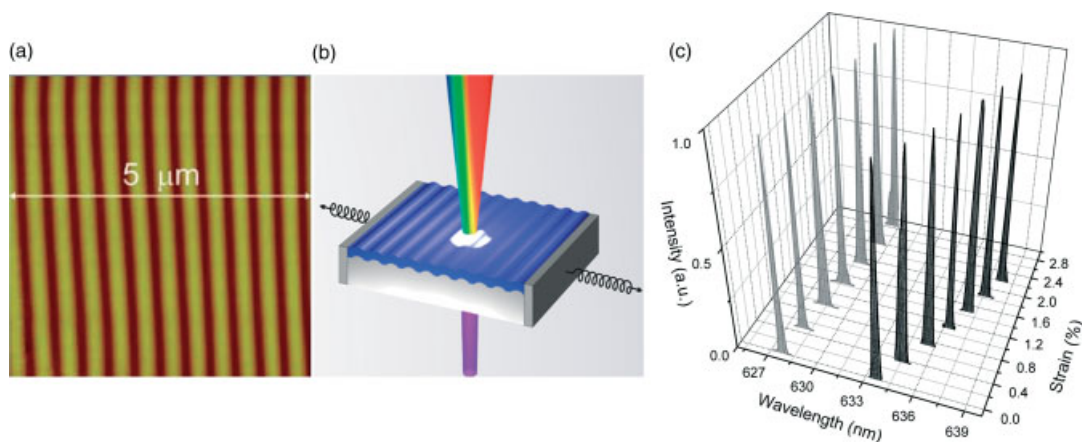 (a)
5 μm
(b)
(c)
1.0
0.5
0.0
Intensity (a.u.)
627
630
633
636
639
Wavelength (nm)
0.0
0.4
0.8
1.2
1.6
2.0
2.4
2.8
Strain (%)